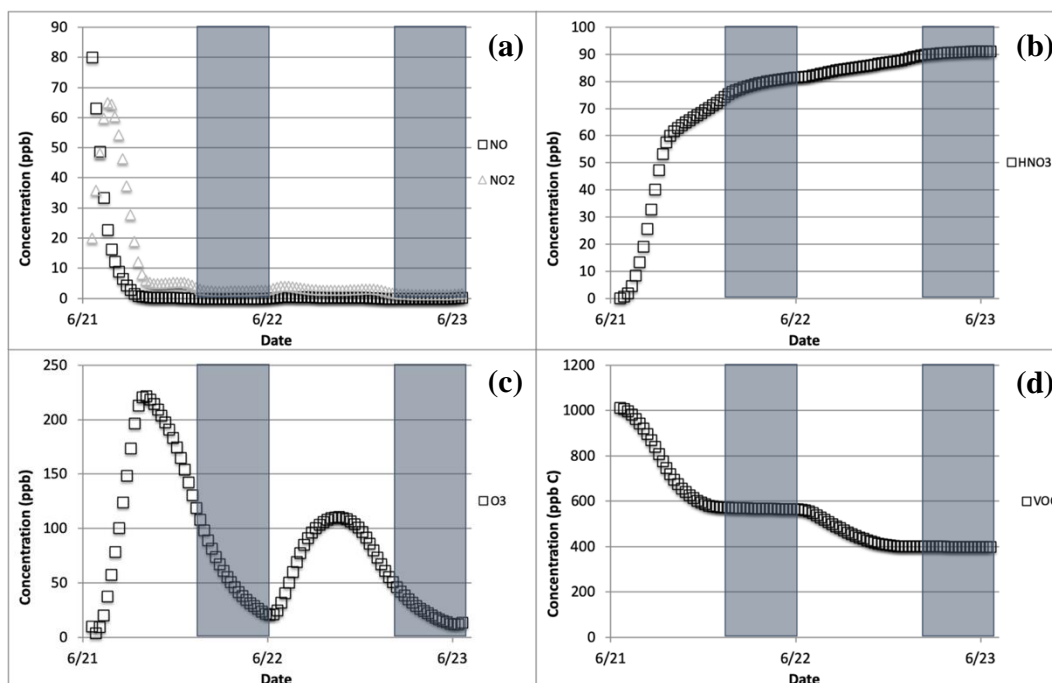 (a)
90
80
70
60
50
40
30
20
10
0
Concentration (ppb)
NO
NO2
6/21 6/22 6/23
Date
(b)
100
90
80
70
60
50
40
30
20
10
0
Concentration (ppb)
HNO3
6/21 6/22 6/23
Date
(c)
250
200
150
100
50
0
Concentration (ppb)
O3
6/21 6/22 6/23
Date
(d)
1200
1000
800
600
400
200
0
Concentration (ppb C)
6/21 6/22 6/23
Date